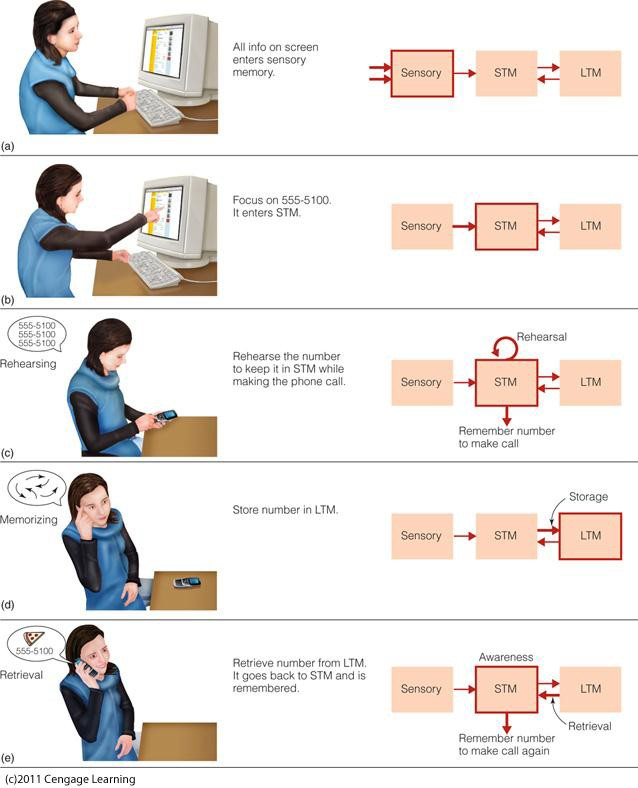 All info on screen
enters sensory
memory.
Sensory
STM
LTM
(a)
Focus on 555-5100.
It enters STM.
Sensory
STM
LTM
(b)
555-5100
555-5100
555-5100
Rehearsing
Rehearse the number
to keep it in STM while
making the phone call.
Rehearsal
Sensory
STM
LTM
Remember number
to make call
(c)
Memorizing
Store number in LTM.
Storage
Sensory
STM
LTM
(d)
555-5100
Retrieval
Retrieve number from LTM.
It goes back to STM and is
remembered.
Awareness
Sensory
STM
LTM
Retrieval
Remember number
to make call again
(e)
(c)2011 Cengage Learning